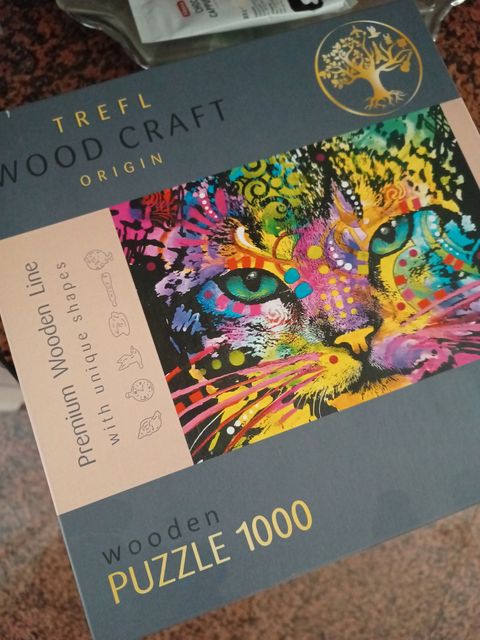 TREFL
WOOD CRAFT
ORIGIN
Premium Wooden Line
with unique shapes
wooden
PUZZLE 1000